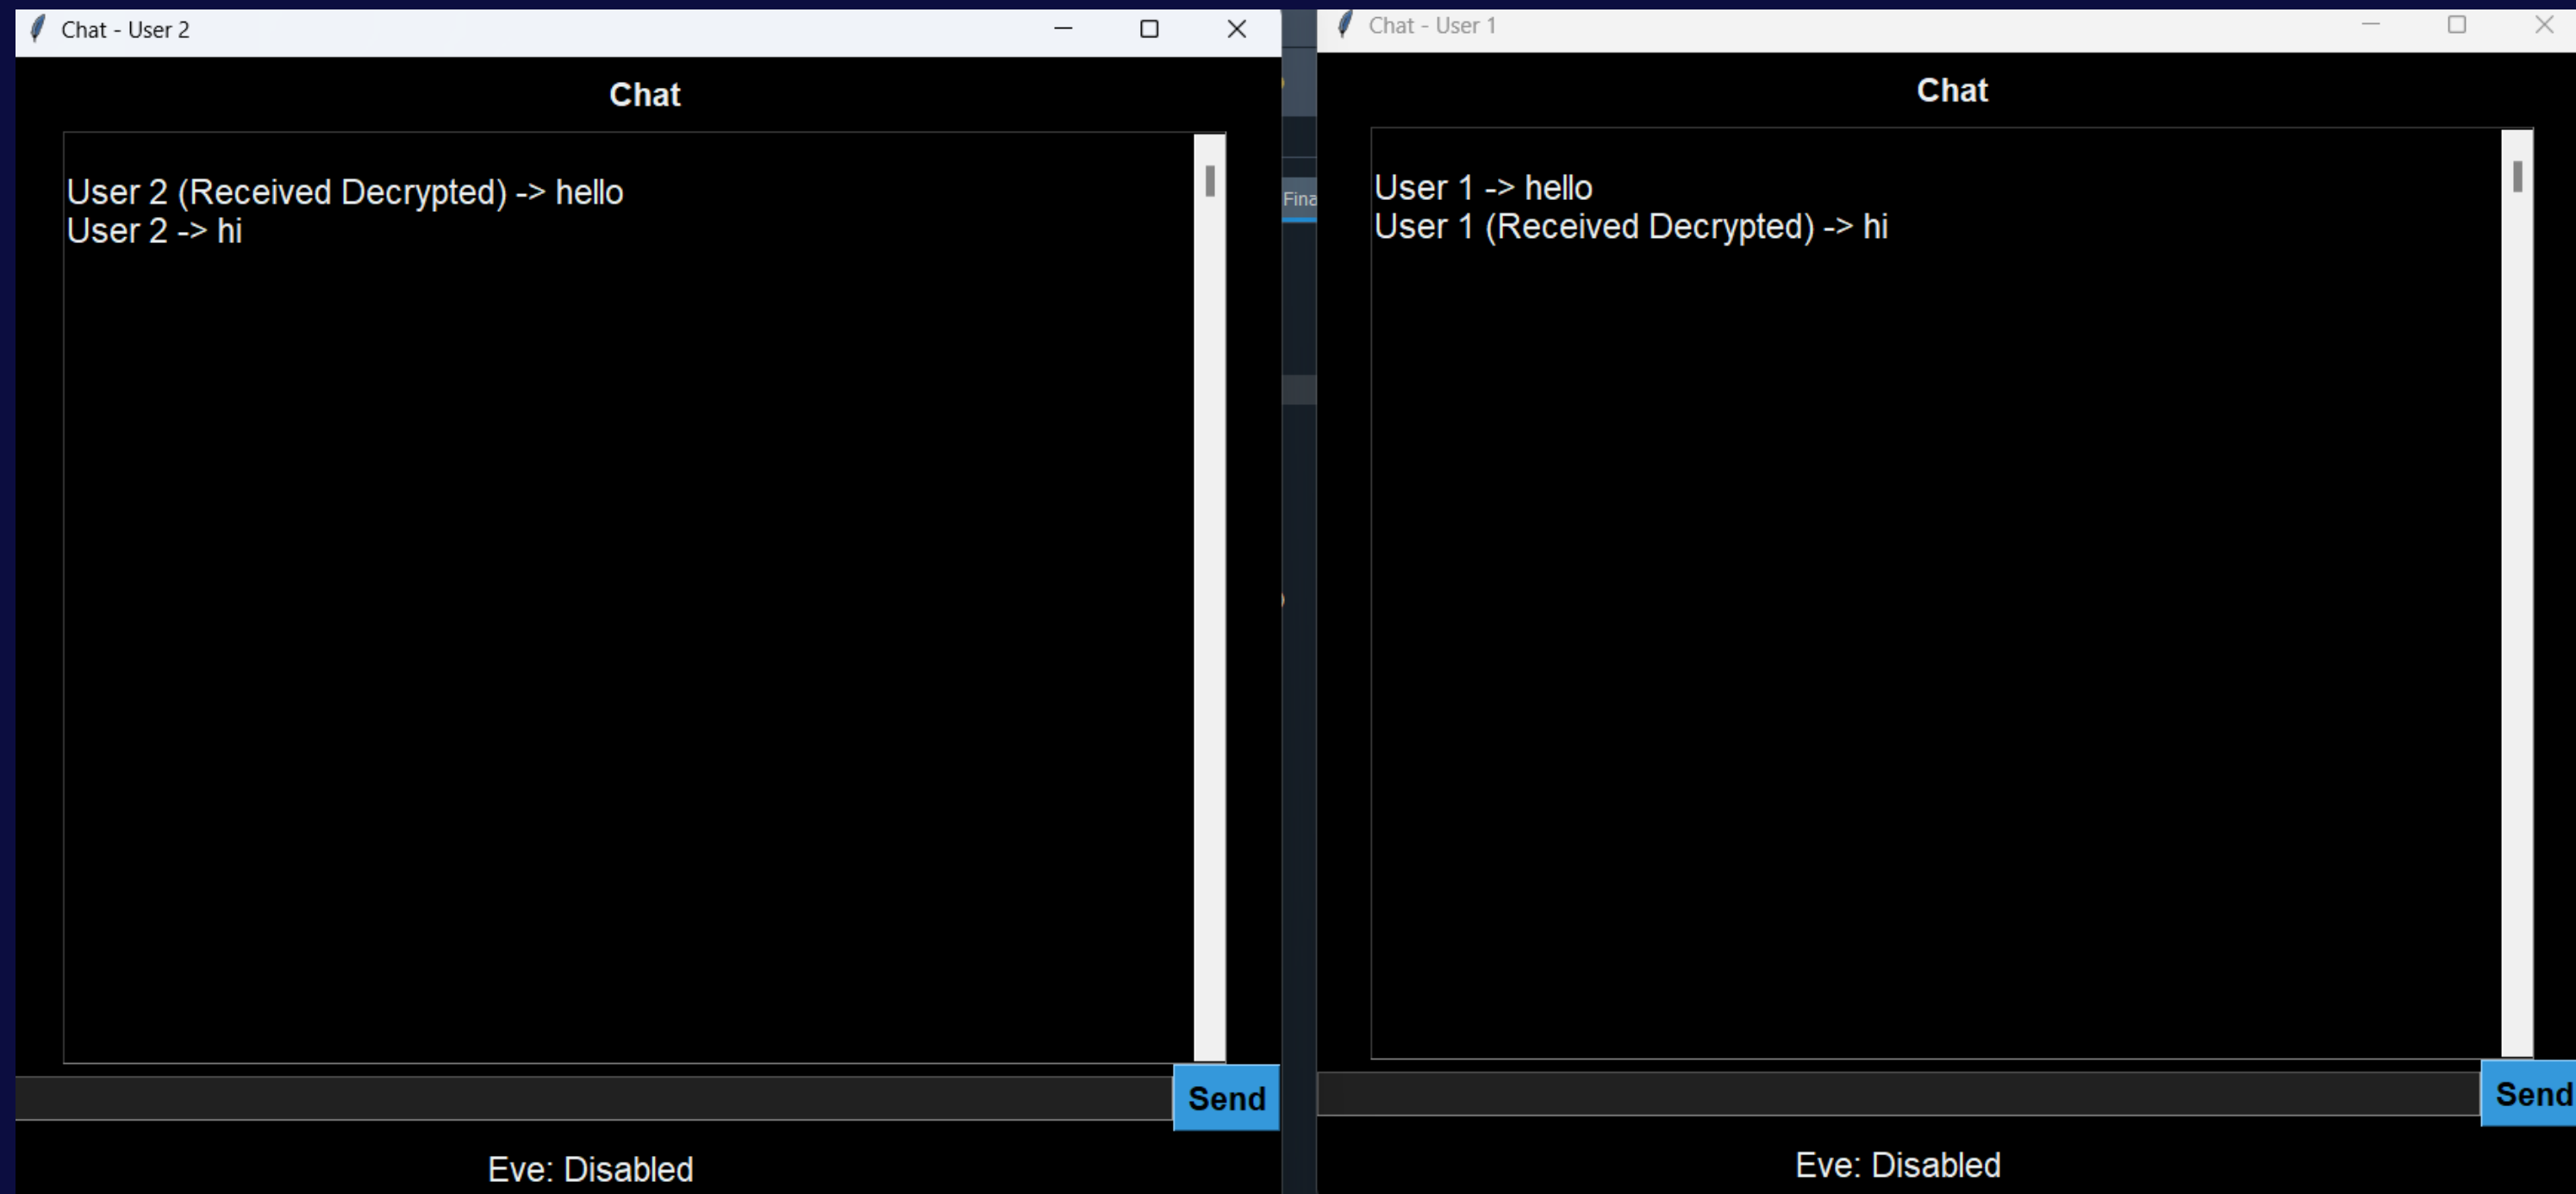 Chat - User 2
Chat
User 2 (Received Decrypted) -> hello
User 2 -> hi
Send
Eve: Disabled
Fina
Chat - User 1
Chat
User 1 -> hello
User 1 (Received Decrypted) -> hi
Send
Eve: Disabled